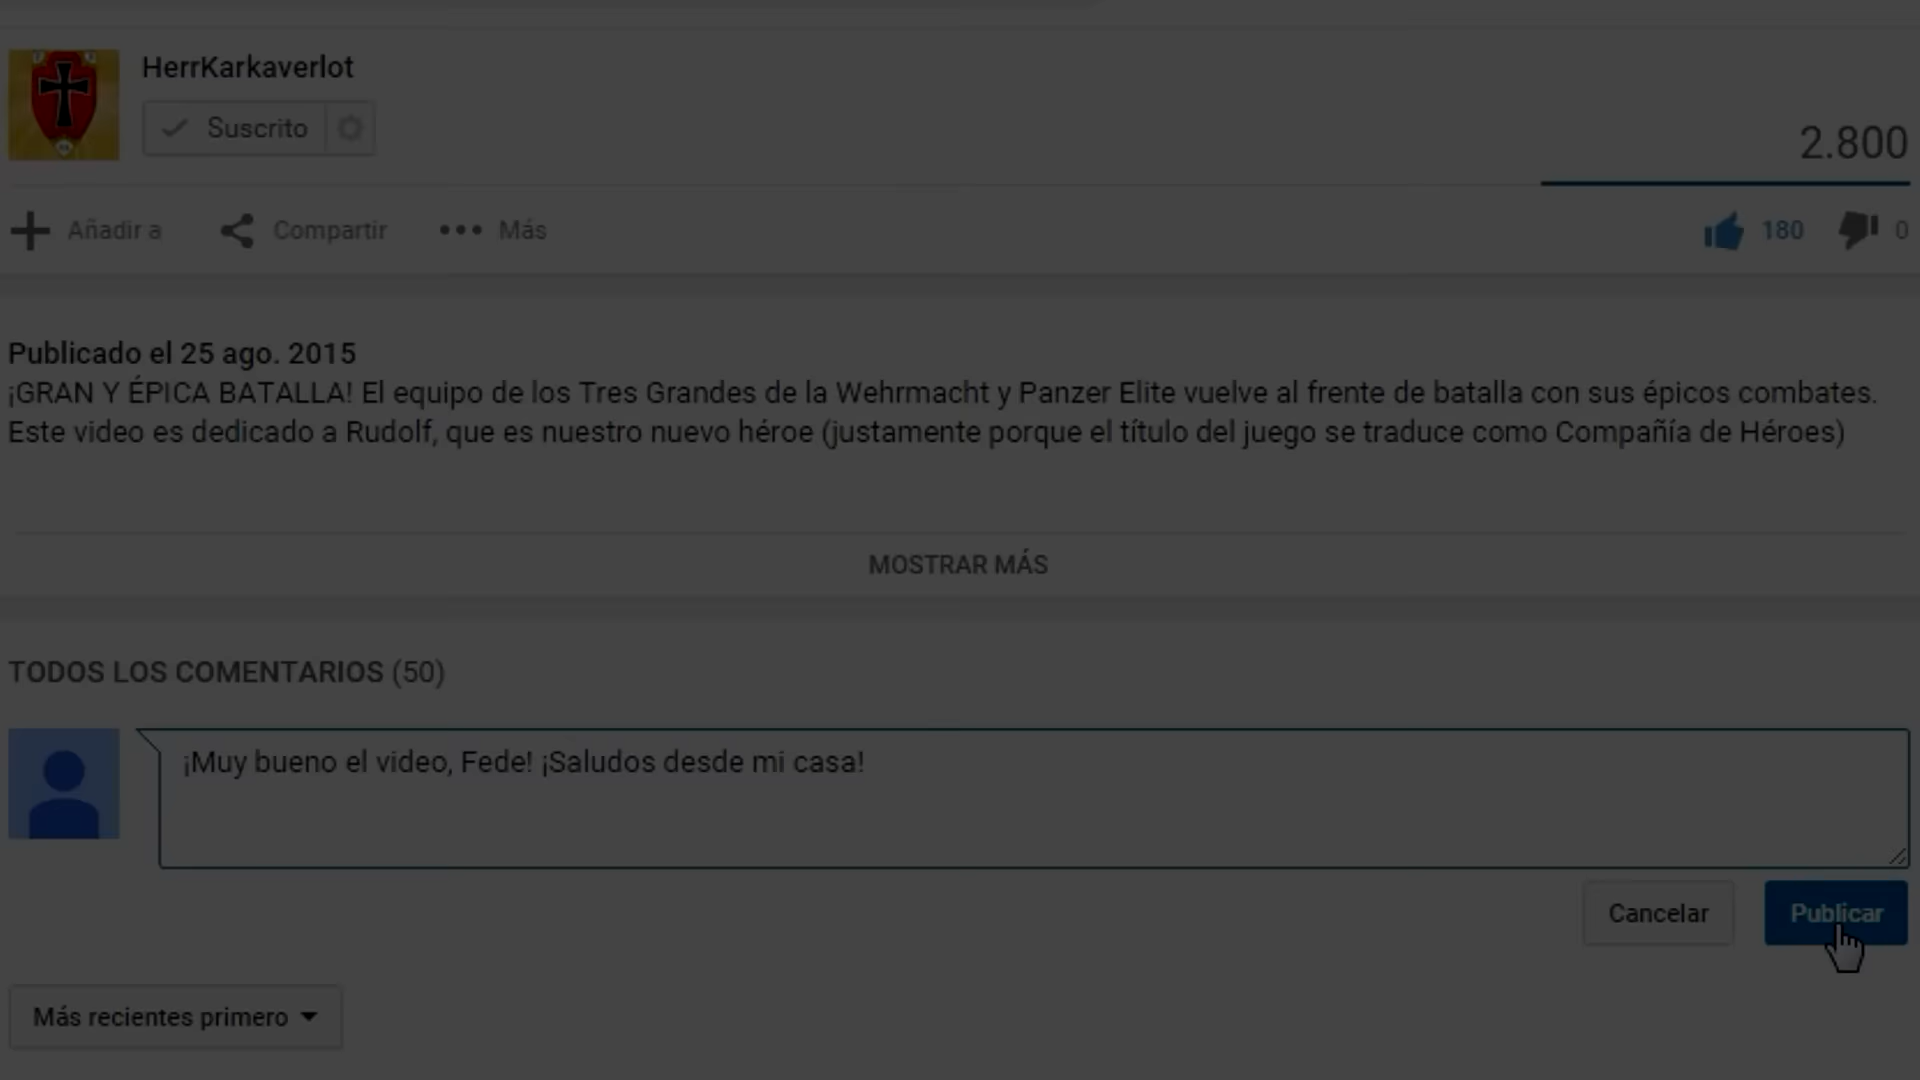 HerrKarkaverlot
Suscrito
2.800
Añadir a Compartir Más 180 0
Publicado el 25 ago. 2015
¡GRAN Y ÉPICA BATALLA! El equipo de los Tres Grandes de la Wehrmacht y Panzer Elite vuelve al frente de batalla con sus épicos combates.
Este video es dedicado a Rudolf, que es nuestro nuevo héroe (justamente porque el título del juego se traduce como Compañía de Héroes)
MOSTRAR MÁS
TODOS LOS COMENTARIOS (50)
¡Muy bueno el video, Fede! ¡Saludos desde mi casa!
Cancelar Publicar
Más recientes primero